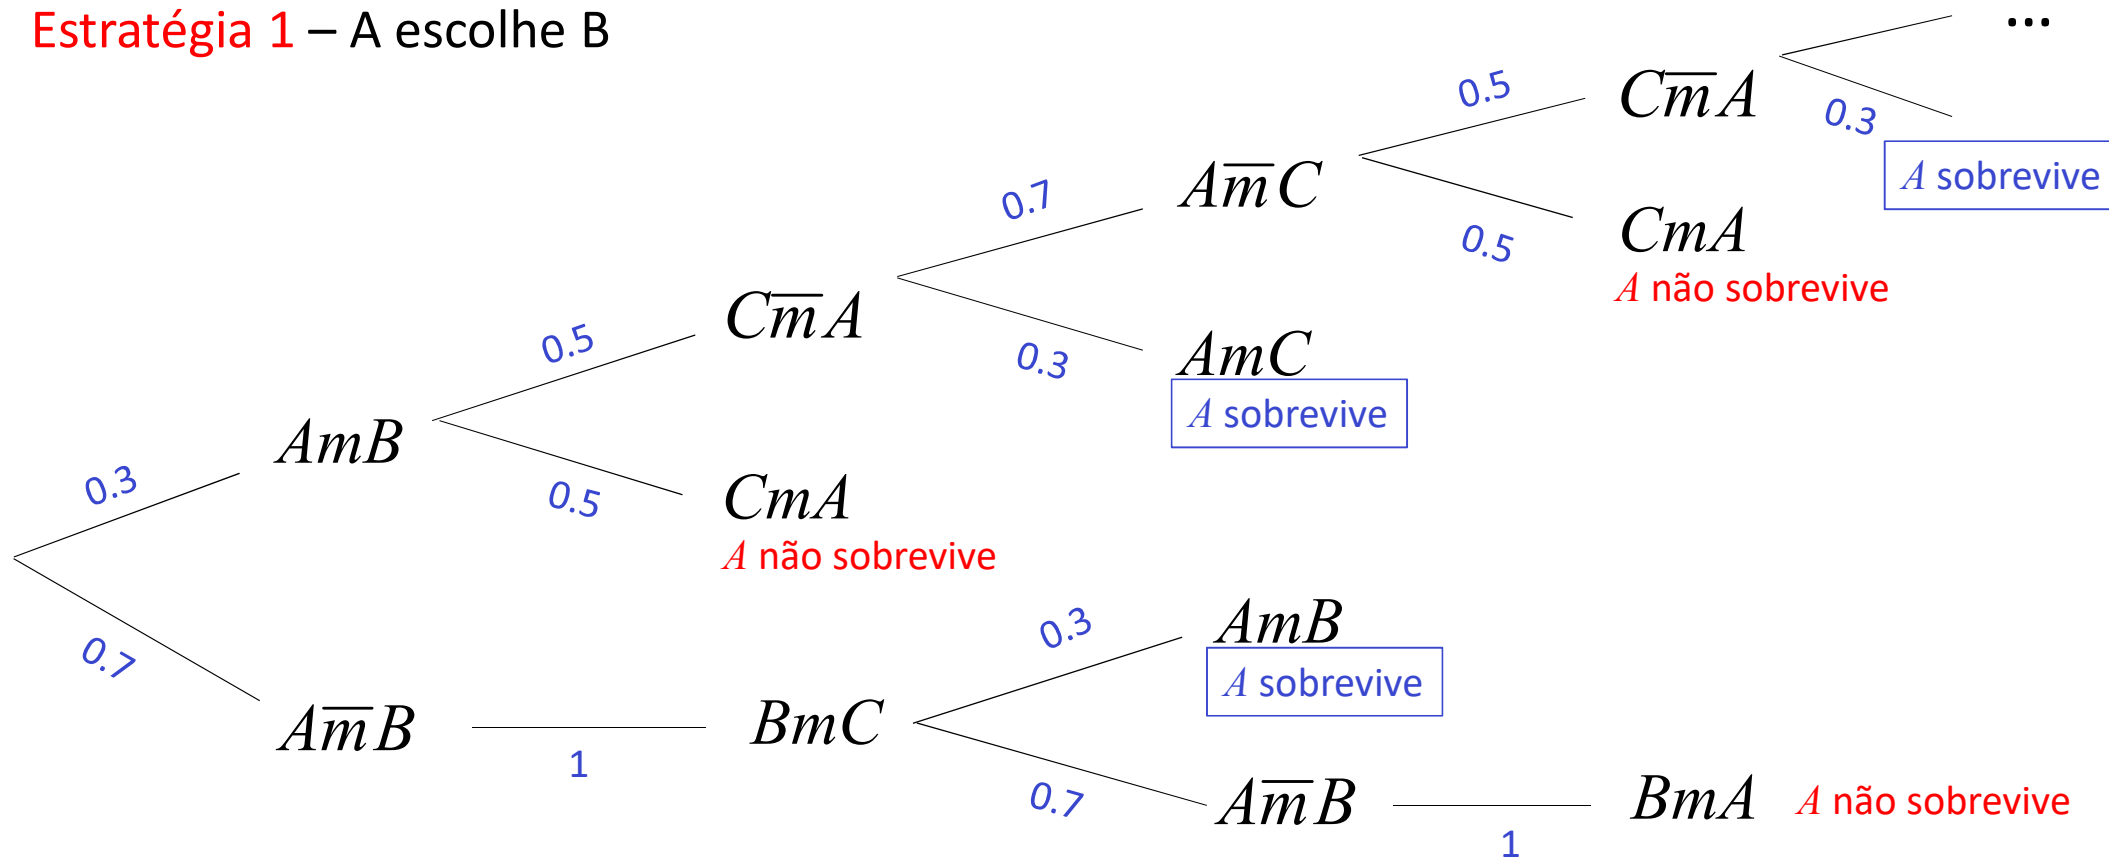 Estratégia 1 – A escolhe B
...
0.5
Cm̅A
0.3
A sobrevive
0.7
Am̅C
0.5
CmA
A não sobrevive
0.5
Cm̅A
0.3
AmC
A sobrevive
0.3
AmB
0.5
CmA
A não sobrevive
0.7
Am̅B
1
BmC
0.3
AmB
A sobrevive
0.7
Am̅B
1
BmA A não sobrevive